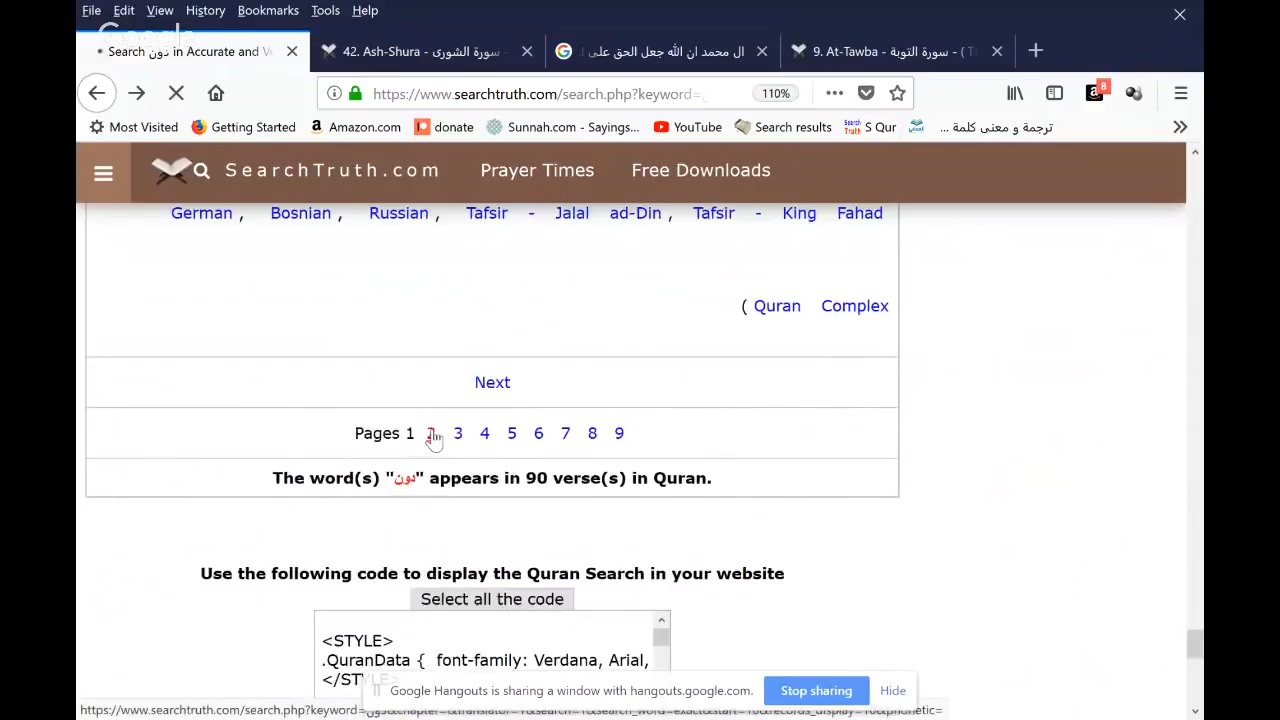 File Edit View History Bookmarks Tools Help
Google
Search دون in Accurate and Ve
42. Ash-Shura - سورة الشورى -
ال محمد ان الله جعل الحق على ل
9. At-Tawba - سورة التوبة - ( T
https://www.searchtruth.com/search.php?keyword= 110% 8
Most Visited Getting Started Amazon.com donate Sunnah.com - Sayings,... YouTube Search results S Qur ترجمة و معنى كلمة ...
SearchTruth.com Prayer Times Free Downloads
German , Bosnian , Russian , Tafsir - Jalal ad-Din , Tafsir - King Fahad
( Quran Complex
Next
Pages 1 2 3 4 5 6 7 8 9
The word(s) "دون" appears in 90 verse(s) in Quran.
Use the following code to display the Quran Search in your website
Select all the code
<STYLE>
.QuranData { font-family: Verdana, Arial,
</STYLE>
Google Hangouts is sharing a window with hangouts.google.com. Stop sharing Hide